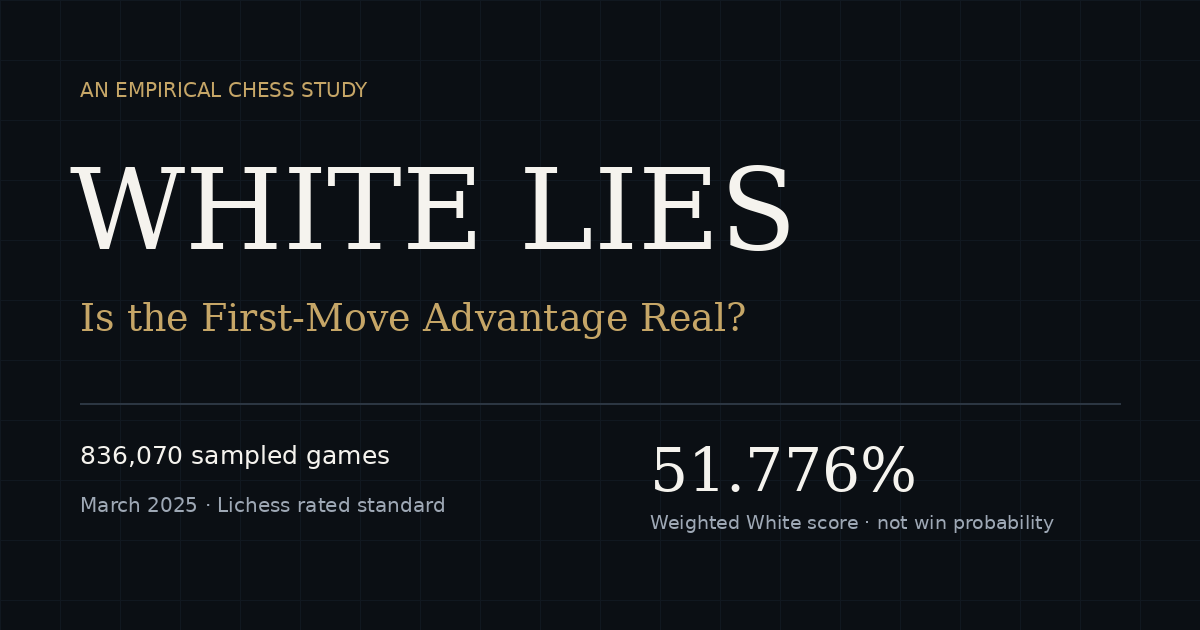 AN EMPIRICAL CHESS STUDY
WHITE LIES
Is the First-Move Advantage Real?
836,070 sampled games
March 2025 · Lichess rated standard
51.776%
Weighted White score · not win probability